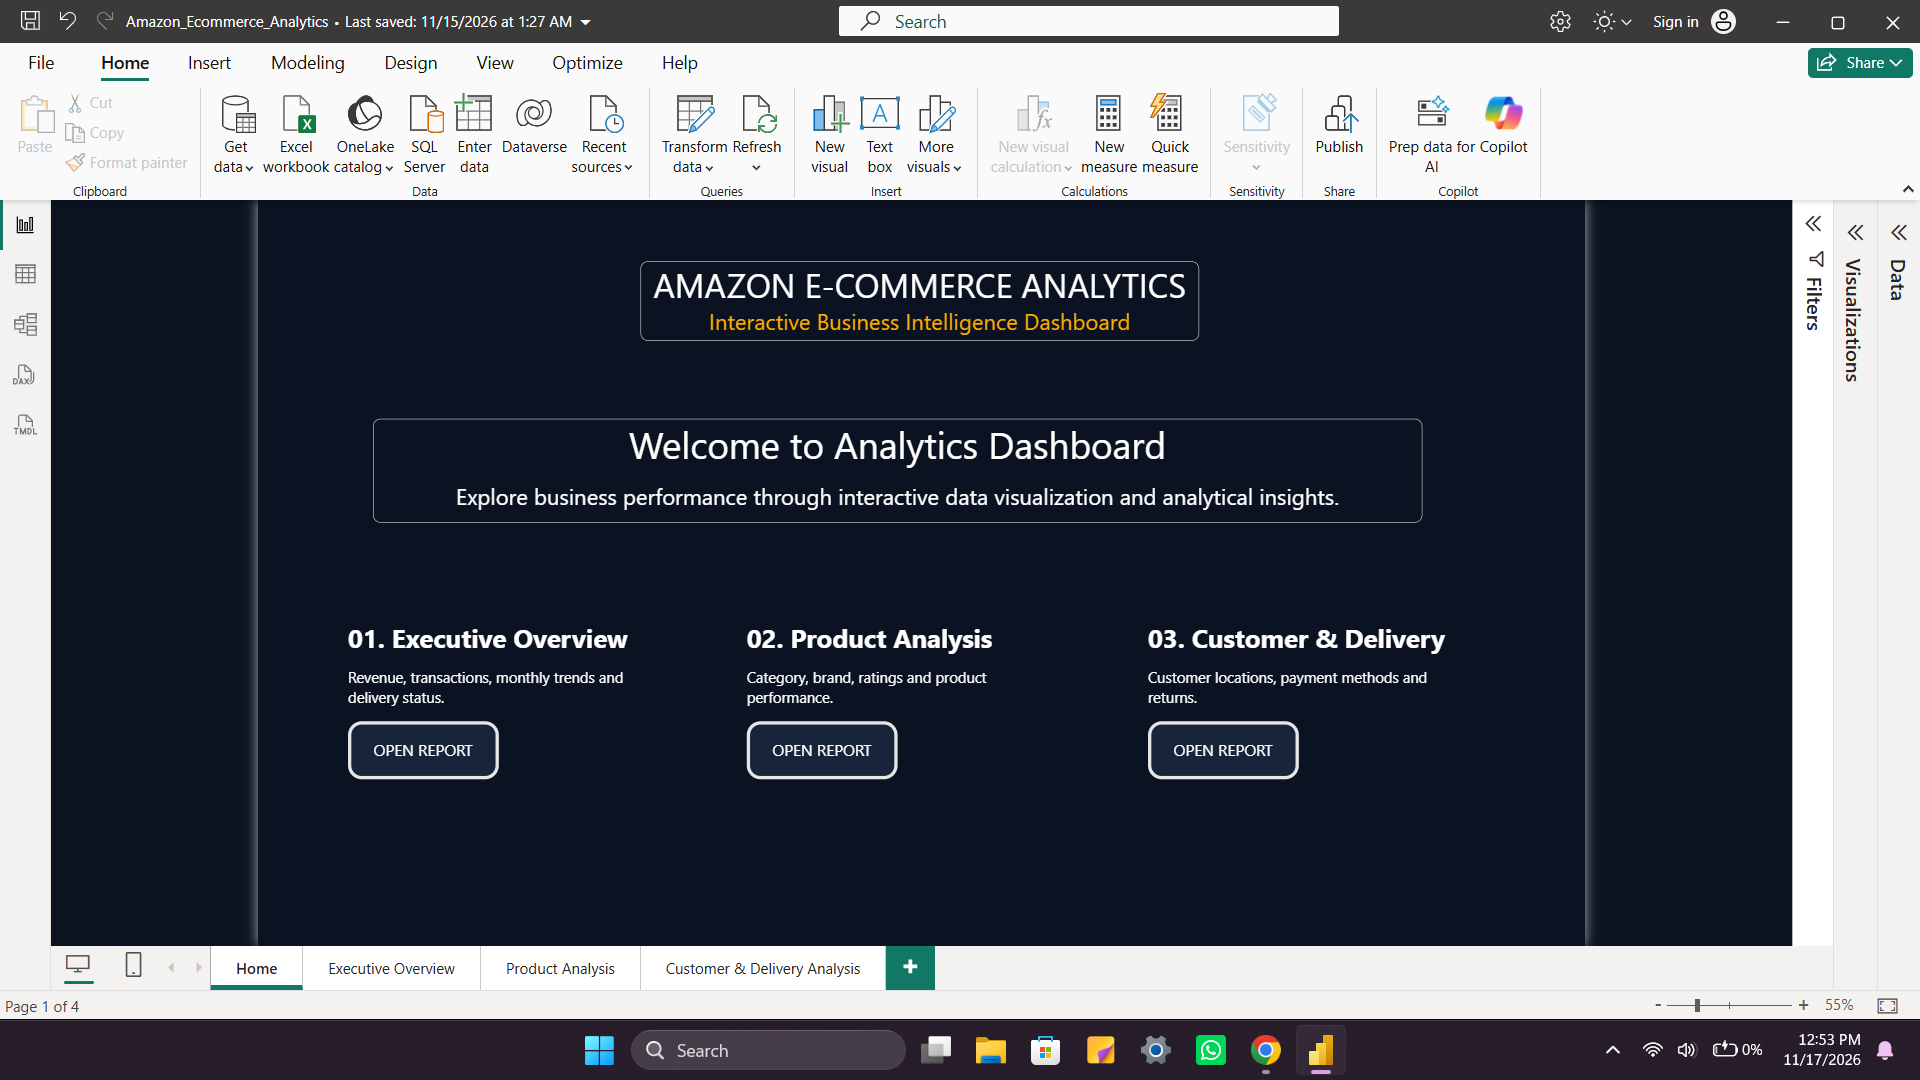 Amazon_Ecommerce_Analytics • Last saved: 11/15/2026 at 1:27 AM
Search
Sign in
File
Home
Insert
Modeling
Design
View
Optimize
Help
Share
Paste
Cut
Copy
Format painter
Clipboard
Get data
Excel workbook
OneLake catalog
SQL Server
Enter data
Dataverse
Recent sources
Data
Transform data
Refresh
Queries
New visual
Text box
More visuals
Insert
New visual calculation
New measure
Quick measure
Calculations
Sensitivity
Sensitivity
Publish
Share
Prep data for AI
Copilot
Copilot
DAX
TMDL
AMAZON E-COMMERCE ANALYTICS
Interactive Business Intelligence Dashboard
Welcome to Analytics Dashboard
Explore business performance through interactive data visualization and analytical insights.
01. Executive Overview
Revenue, transactions, monthly trends and
delivery status.
OPEN REPORT
02. Product Analysis
Category, brand, ratings and product
performance.
OPEN REPORT
03. Customer & Delivery
Customer locations, payment methods and
returns.
OPEN REPORT
Filters
Visualizations
Data
Home
Executive Overview
Product Analysis
Customer & Delivery Analysis
Page 1 of 4
55%
Search
0%
12:53 PM
11/17/2026